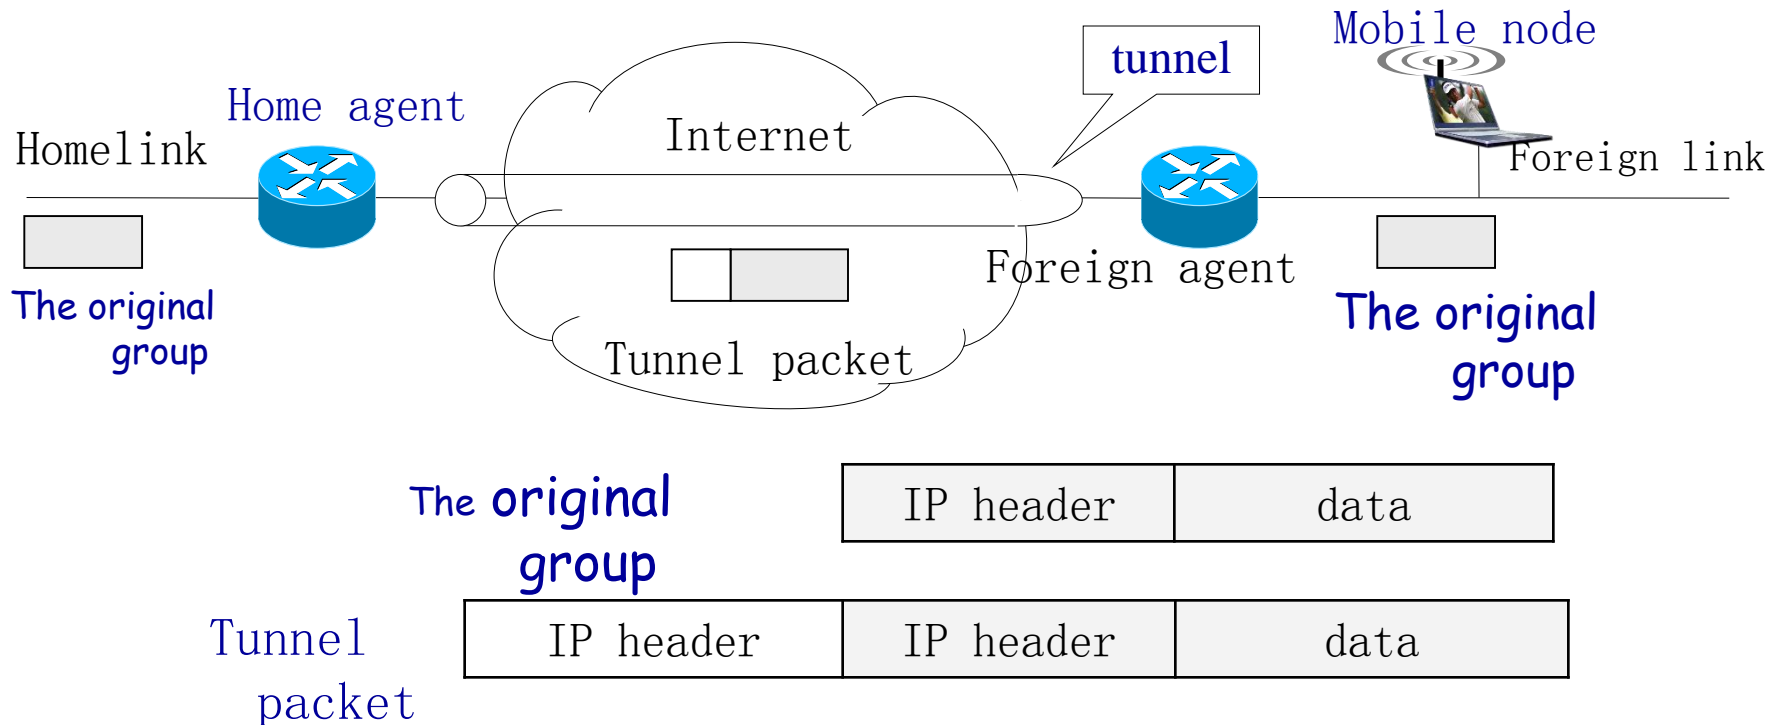 Mobile node
tunnel
Home agent
Internet
Homelink
Foreign link
Foreign agent
The original
group
The original
group
Tunnel packet
The original
group
IP header
data
Tunnel
packet
IP header
IP header
data